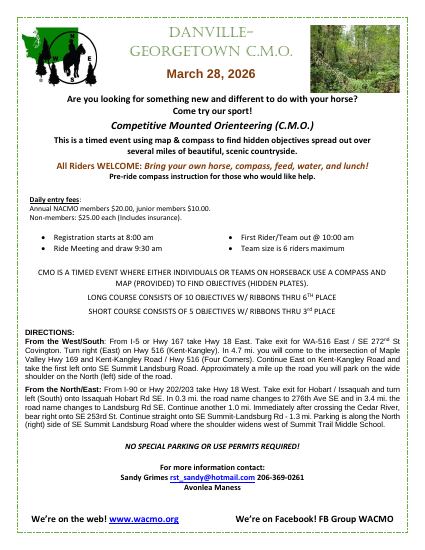 DANVILLE-
GEORGETOWN C.M.O.
March 28, 2026
Are you looking for something new and different to do with your horse?
Come try our sport!
Competitive Mounted Orienteering (C.M.O.)
This is a timed event using map & compass to find hidden objectives spread out over
several miles of beautiful, scenic countryside.
All Riders WELCOME: Bring your own horse, compass, feed, water, and lunch!
Pre-ride compass instruction for those who would like help.
Daily entry fees:
Annual NACMO members $20.00, junior members $10.00.
Non-members: $25.00 each (Includes insurance).
• Registration starts at 8:00 am
• Ride Meeting and draw 9:30 am
• First Rider/Team out @ 10:00 am
• Team size is 6 riders maximum
CMO IS A TIMED EVENT WHERE EITHER INDIVIDUALS OR TEAMS ON HORSEBACK USE A COMPASS AND
MAP (PROVIDED) TO FIND OBJECTIVES (HIDDEN PLATES).
LONG COURSE CONSISTS OF 10 OBJECTIVES W/ RIBBONS THRU 6TH PLACE
SHORT COURSE CONSISTS OF 5 OBJECTIVES W/ RIBBONS THRU 3rd PLACE
DIRECTIONS:
From the West/South: From I-5 or Hwy 167 take Hwy 18 East. Take exit for WA-516 East / SE 272nd St
Covington. Turn right (East) on Hwy 516 (Kent-Kangley). In 4.7 mi. you will come to the intersection of Maple
Valley Hwy 169 and Kent-Kangley Road / Hwy 516 (Four Corners). Continue East on Kent-Kangley Road and
take the first left onto SE Summit Landsburg Road. Approximately a mile up the road you will park on the wide
shoulder on the North (left) side of the road.
From the North/East: From I-90 or Hwy 202/203 take Hwy 18 West. Take exit for Hobart / Issaquah and turn
left (South) onto Issaquah Hobart Rd SE. In 0.3 mi. the road name changes to 276th Ave SE and in 3.4 mi. the
road name changes to Landsburg Rd SE. Continue another 1.0 mi. Immediately after crossing the Cedar River,
bear right onto SE 253rd St. Continue straight onto SE Summit-Landsburg Rd - 1.3 mi. Parking is along the North
(right) side of SE Summit-Landsburg Road where the shoulder widens west of Summit Trail Middle School.
NO SPECIAL PARKING OR USE PERMITS REQUIRED!
For more information contact:
Sandy Grimes rst_sandy@hotmail.com 206-369-0261
Avonlea Maness
We're on the web! www.wacmo.org
We're on Facebook! FB Group WACMO